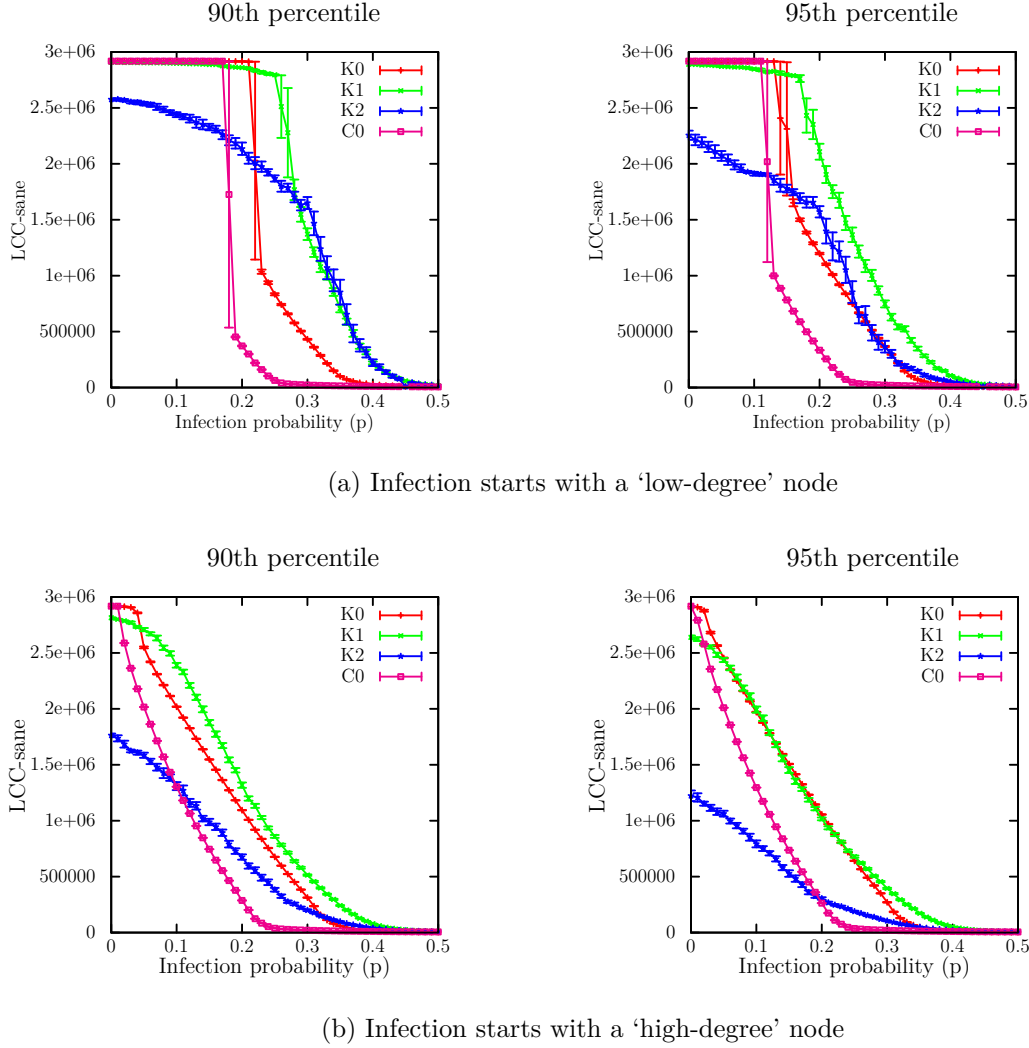 90th percentile
3e+06
2.5e+06
2e+06
1.5e+06
1e+06
500000
0
LCC-sane
K0
K1
K2
C0
0 0.1 0.2 0.3 0.4 0.5
Infection probability (p)
95th percentile
3e+06
2.5e+06
2e+06
1.5e+06
1e+06
500000
0
LCC-sane
K0
K1
K2
C0
0 0.1 0.2 0.3 0.4 0.5
Infection probability (p)
(a) Infection starts with a ‘low-degree’ node
90th percentile
3e+06
2.5e+06
2e+06
1.5e+06
1e+06
500000
0
LCC-sane
K0
K1
K2
C0
0 0.1 0.2 0.3 0.4 0.5
Infection probability (p)
95th percentile
3e+06
2.5e+06
2e+06
1.5e+06
1e+06
500000
0
LCC-sane
K0
K1
K2
C0
0 0.1 0.2 0.3 0.4 0.5
Infection probability (p)
(b) Infection starts with a ‘high-degree’ node